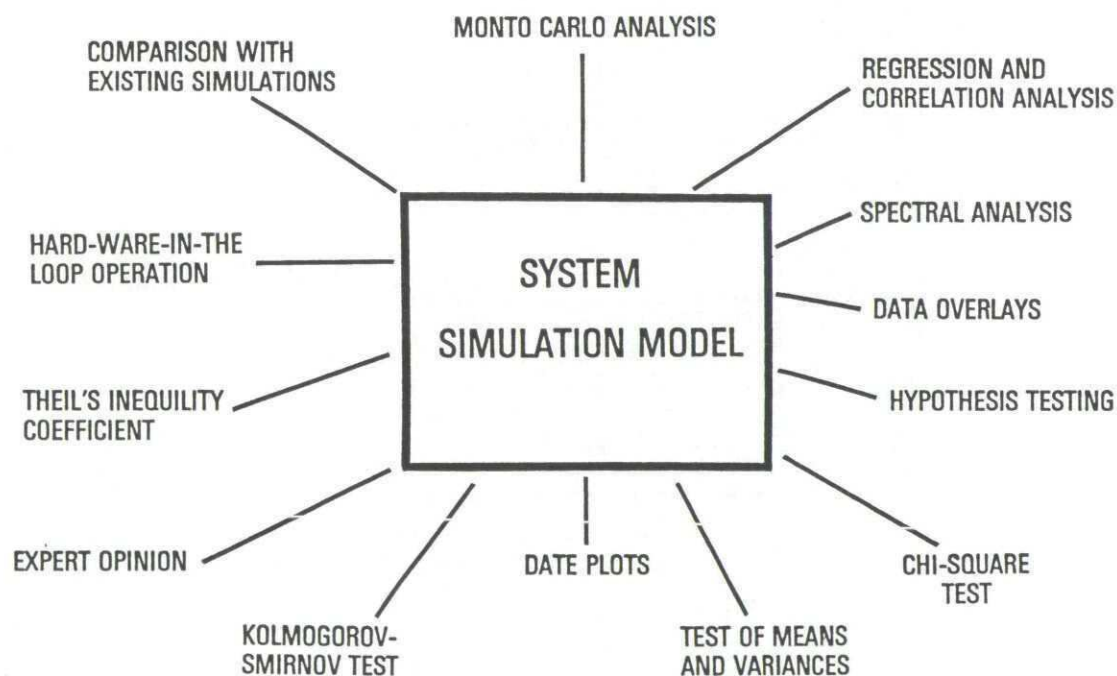 MONTO CARLO ANALYSIS
COMPARISON WITH
EXISTING SIMULATIONS
REGRESSION AND
CORRELATION ANALYSIS
SPECTRAL ANALYSIS
HARD-WARE-IN-THE
LOOP OPERATION
SYSTEM
SIMULATION MODEL
DATA OVERLAYS
THEIL'S INEQUILITY
COEFFICIENT
HYPOTHESIS TESTING
EXPERT OPINION
DATE PLOTS
CHI-SQUARE
TEST
KOLMOGOROV-
SMIRNOV TEST
TEST OF MEANS
AND VARIANCES